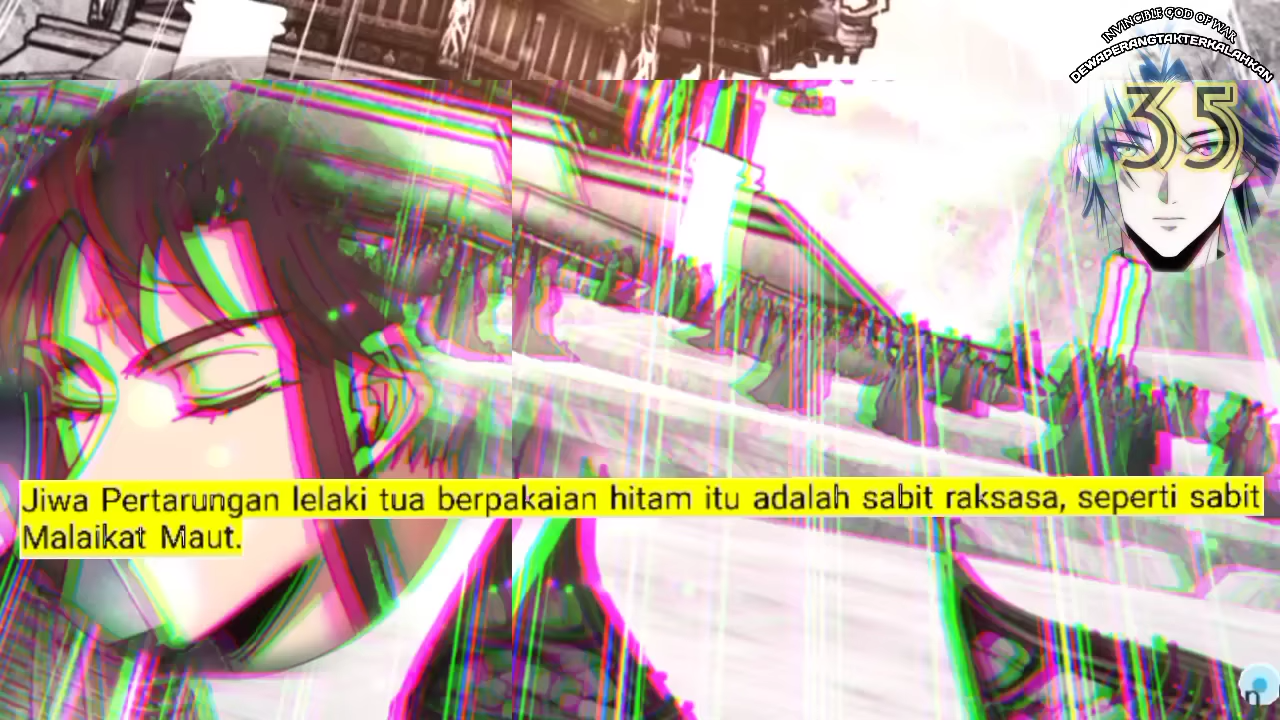 INVINCIBLE GOD OF WAR
DEWAPERANGTAKTERKALAHKAN
35
Jiwa Pertarungan lelaki tua berpakaian hitam itu adalah sabit raksasa, seperti sabit
Malaikat Maut.
n